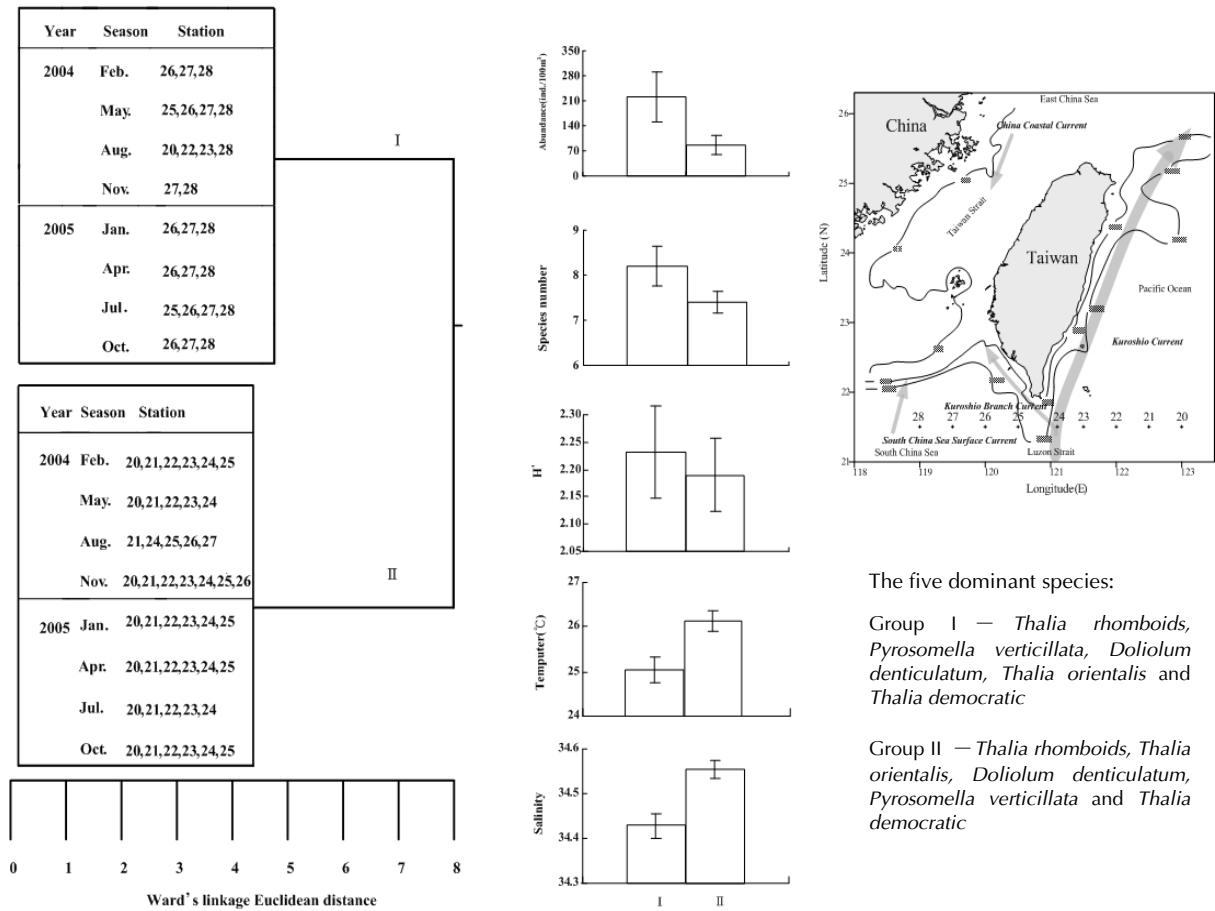 Year Season Station
2004 Feb. 26,27,28
May. 25,26,27,28
Aug. 20,22,23,28
Nov. 27,28
2005 Jan. 26,27,28
Apr. 26,27,28
Jul. 25,26,27,28
Oct. 26,27,28
I
Year Season Station
2004 Feb. 20,21,22,23,24,25
May. 20,21,22,23,24
Aug. 21,24,25,26,27
Nov. 20,21,22,23,24,25,26
2005 Jan. 20,21,22,23,24,25
Apr. 20,21,22,23,24,25
Jul. 20,21,22,23,24
Oct. 20,21,22,23,24,25
II
0 1 2 3 4 5 6 7 8
Ward's linkage Euclidean distance
Abundance(ind./100m³)
350
280
210
140
70
0
Species number
9
8
7
6
H'
2.30
2.25
2.20
2.15
2.10
2.05
Temputer(℃)
27
26
25
24
Salinity
34.6
34.5
34.4
34.3
I II
Latitude (N)
26
25
24
23
22
21
East China Sea
China
China Coastal Current
Taiwan Strait
Taiwan
Pacific Ocean
Kuroshio Current
Kuroshio Branch Current
28 27 26 25 24 23 22 21 20
South China Sea Surface Current
South China Sea
Luzon Strait
118 119 120 121 122 123
Longitude(E)
The five dominant species:
Group I — Thalia rhomboids,
Pyrosomella verticillata, Doliolum
denticulatum, Thalia orientalis and
Thalia democratic
Group II — Thalia rhomboids, Thalia
orientalis, Doliolum denticulatum,
Pyrosomella verticillata and Thalia
democratic